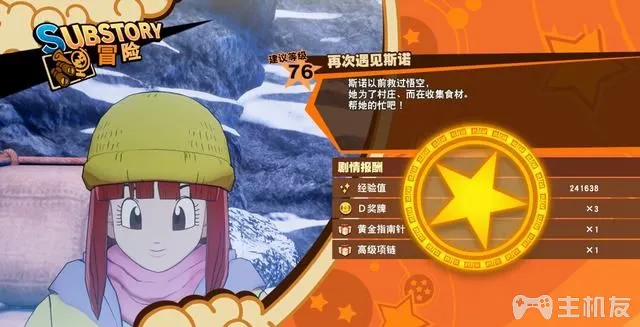 SUBSTORY
冒险
建议等级
76
再次遇见斯诺
斯诺以前救过悟空，
她为了村庄、而在收集食材。
帮她的忙吧！
剧情报酬
经验值 241638
D奖牌 ×3
黄金指南针 ×1
高级项链 ×1
主机友